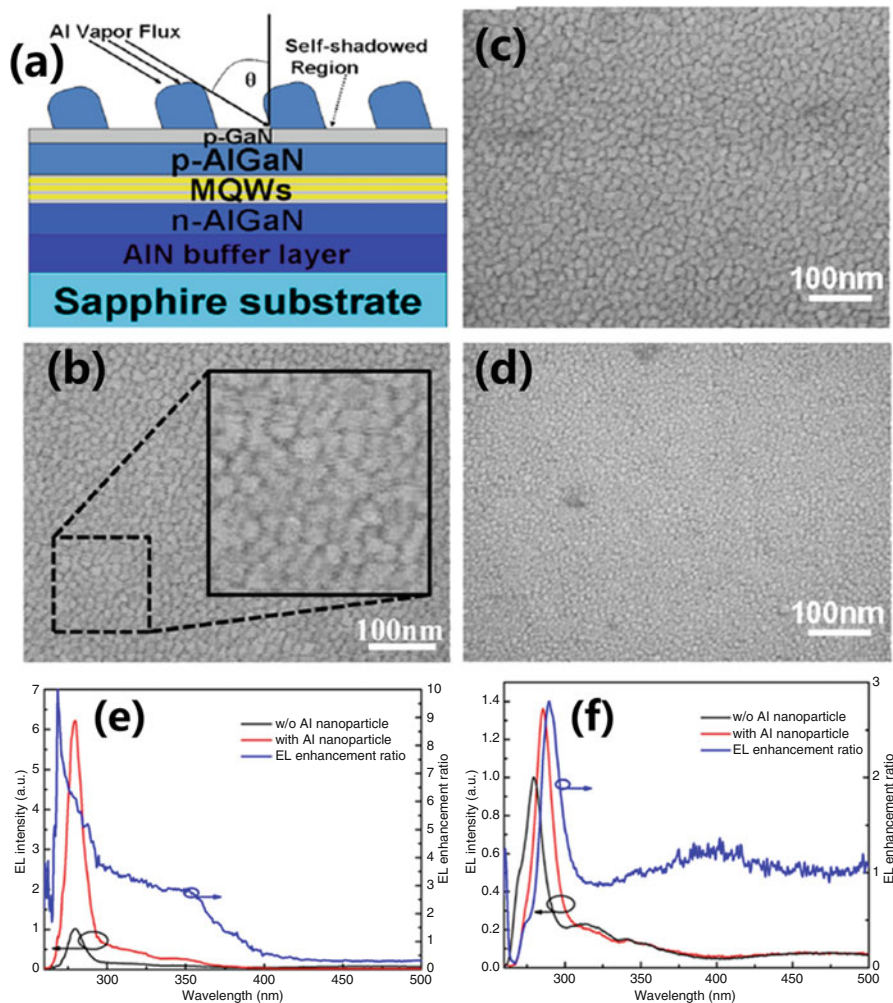 (a)
Al Vapor Flux
θ
Self-shadowed
Region
p-GaN
p-AlGaN
MQWs
n-AlGaN
AlN buffer layer
Sapphire substrate
(c)
100nm
(b)
100nm
(d)
100nm
(e)
w/o Al nanoparticle
with Al nanoparticle
EL enhancement ratio
EL intensity (a.u.)
7
6
5
4
3
2
1
0
10
9
8
7
6
5
4
3
2
1
0
EL enhancement ratio
300 350 400 450 500
Wavelength (nm)
(f)
w/o Al nanoparticle
with Al nanoparticle
EL enhancement ratio
EL intensity (a.u.)
1.4
1.2
1.0
0.8
0.6
0.4
0.2
0.0
3
2
1
0
EL enhancement ratio
300 350 400 450 500
Wavelength (nm)